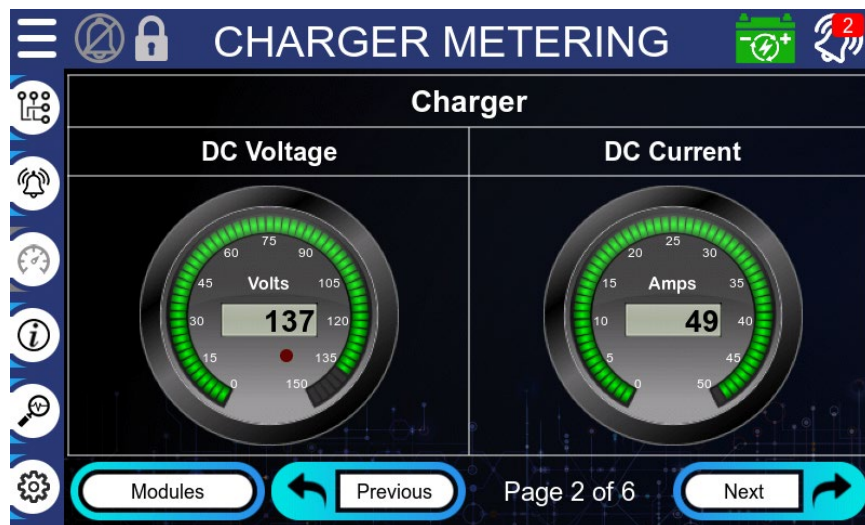 CHARGER METERING
- +
2
Charger
DC Voltage
DC Current
0
15
30
45
60
75
90
105
120
135
150
Volts
137
0
5
10
15
20
25
30
35
40
45
50
Amps
49
i
Modules
Previous
Page 2 of 6
Next